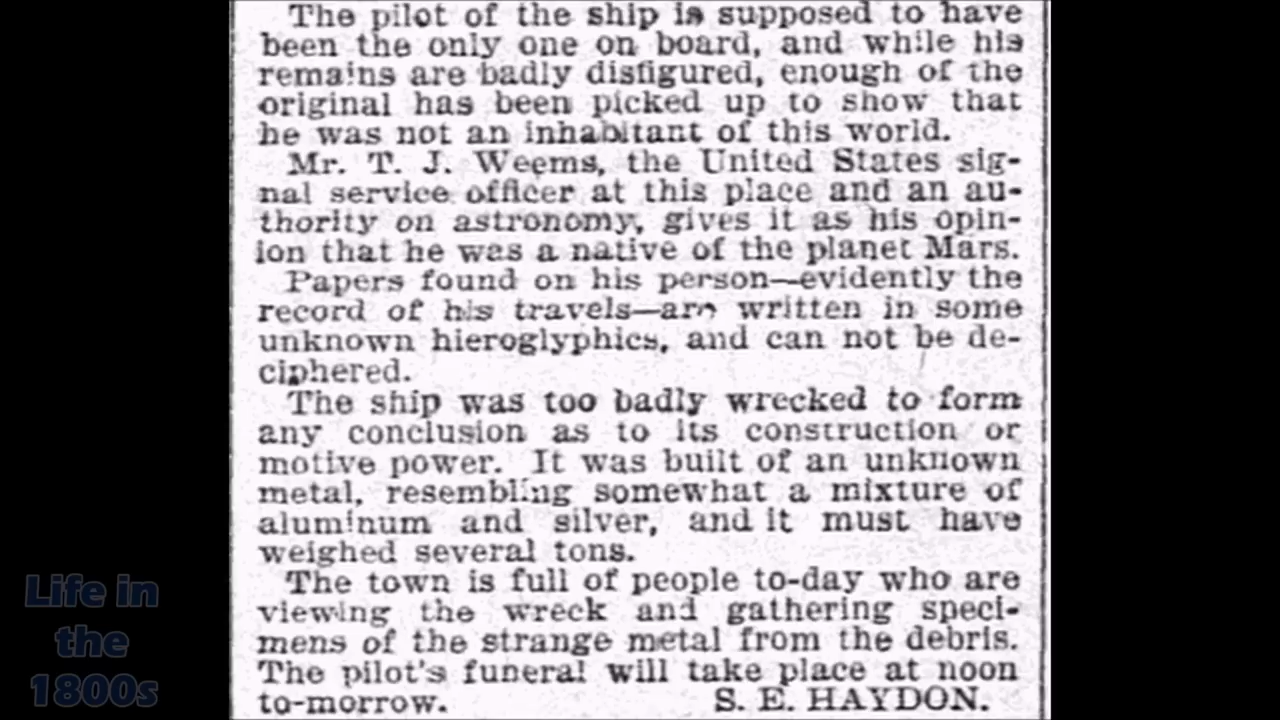 The pilot of the ship is supposed to have
been the only one on board, and while his
remains are badly disfigured, enough of the
original has been picked up to show that
he was not an inhabitant of this world.
Mr. T. J. Weems, the United States sig-
nal service officer at this place and an au-
thority on astronomy, gives it as his opin-
ion that he was a native of the planet Mars.
Papers found on his person—evidently the
record of his travels—are written in some
unknown hieroglyphics, and can not be de-
ciphered.
The ship was too badly wrecked to form
any conclusion as to its construction or
motive power. It was built of an unknown
metal, resembling somewhat a mixture of
aluminum and silver, and it must have
weighed several tons.
The town is full of people to-day who are
viewing the wreck and gathering speci-
mens of the strange metal from the debris.
The pilot's funeral will take place at noon
to-morrow. S. E. HAYDON.
Life in
the
1800s